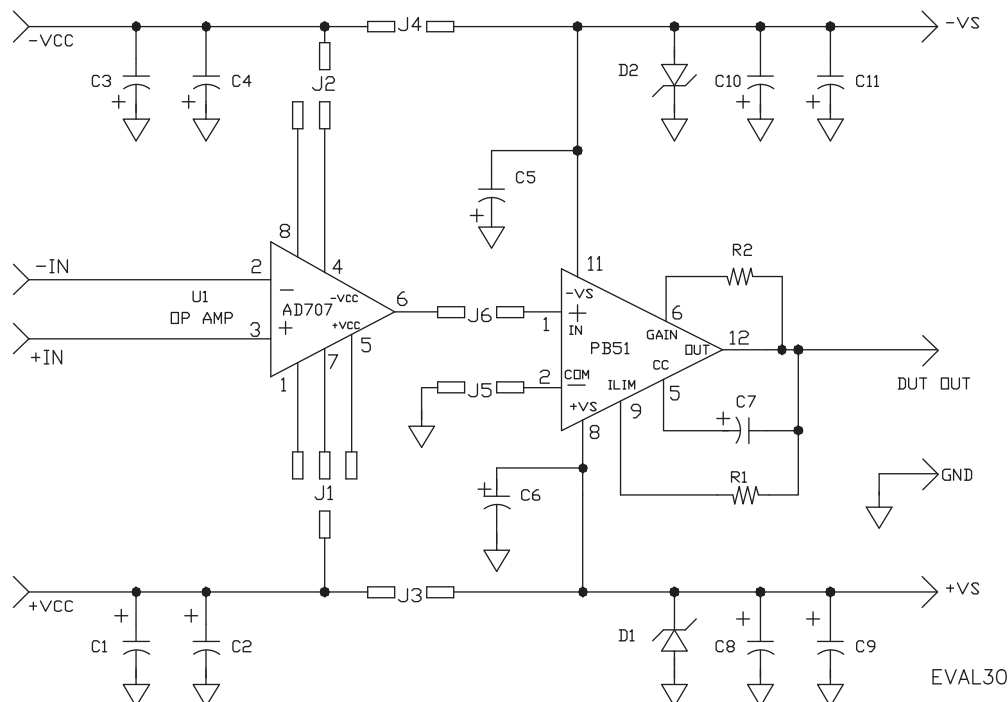 J4
-VCC
-VS
C3
C4
J2
D2
C10
C11
+
+
+
+
C5
+
8
4
11
R2
-IN
2
-
-VCC
6
-VS
+
6
U1
OP AMP
AD707
J6
1
IN
GAIN
3
+
+VCC
5
PB51
OUT
12
+IN
7
COM
CC
DUT OUT
1
J5
2
-
ILIM
5
C7
+VS
9
+
8
R1
GND
J1
+
C6
+VCC
J3
+VS
+
+
+
+
C1
C2
D1
C8
C9
EVAL30